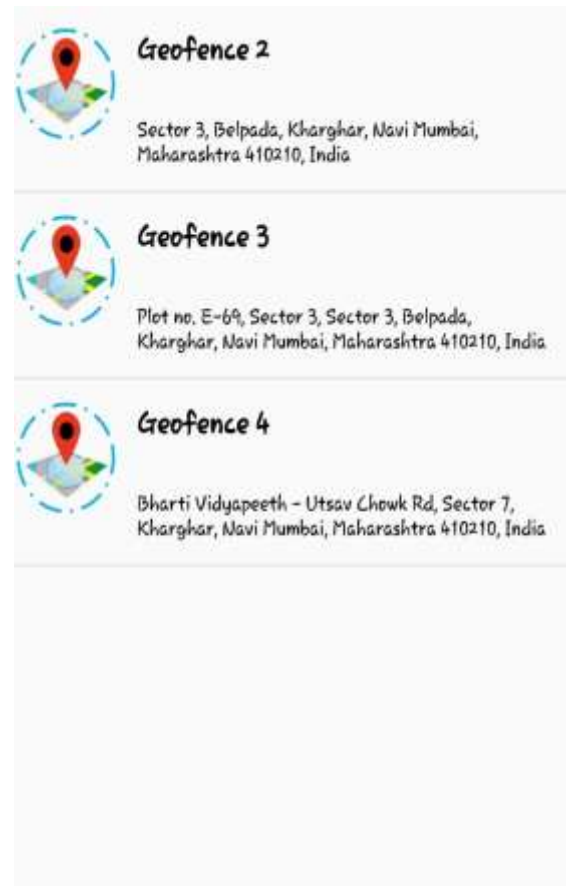 Geofence 2
Sector 3, Belpada, Kharghar, Navi Mumbai,
Maharashtra 410210, India
Geofence 3
Plot no. E-69, Sector 3, Sector 3, Belpada,
Kharghar, Navi Mumbai, Maharashtra 410210, India
Geofence 4
Bharti Vidyapeeth - Utsav Chowk Rd, Sector 7,
Kharghar, Navi Mumbai, Maharashtra 410210, India